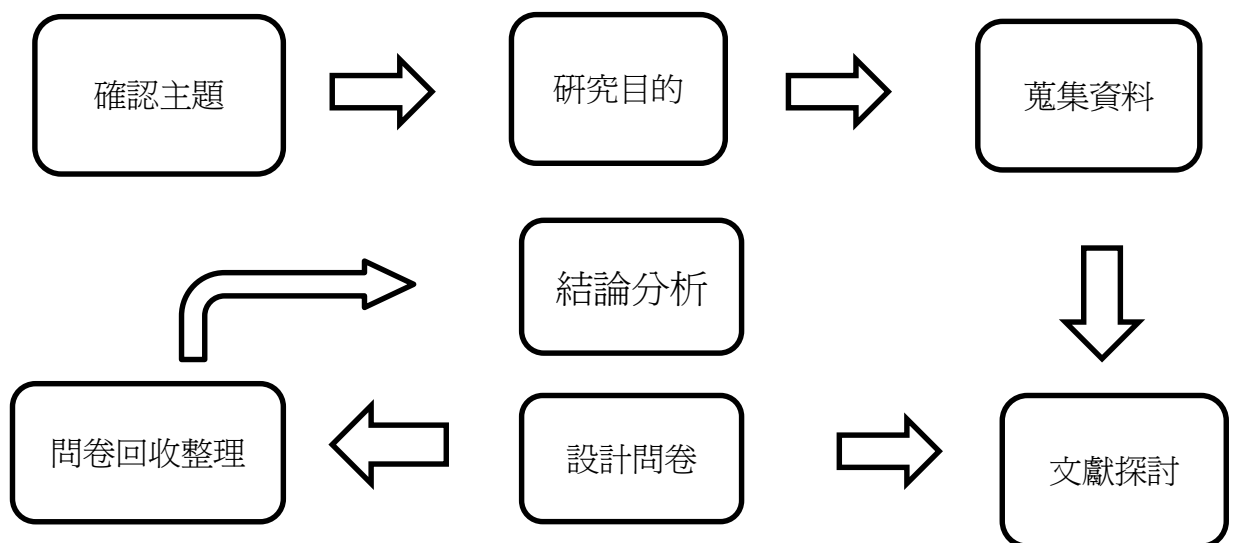 確認主題
研究目的
蒐集資料
結論分析
問卷回收整理
設計問卷
文獻探討